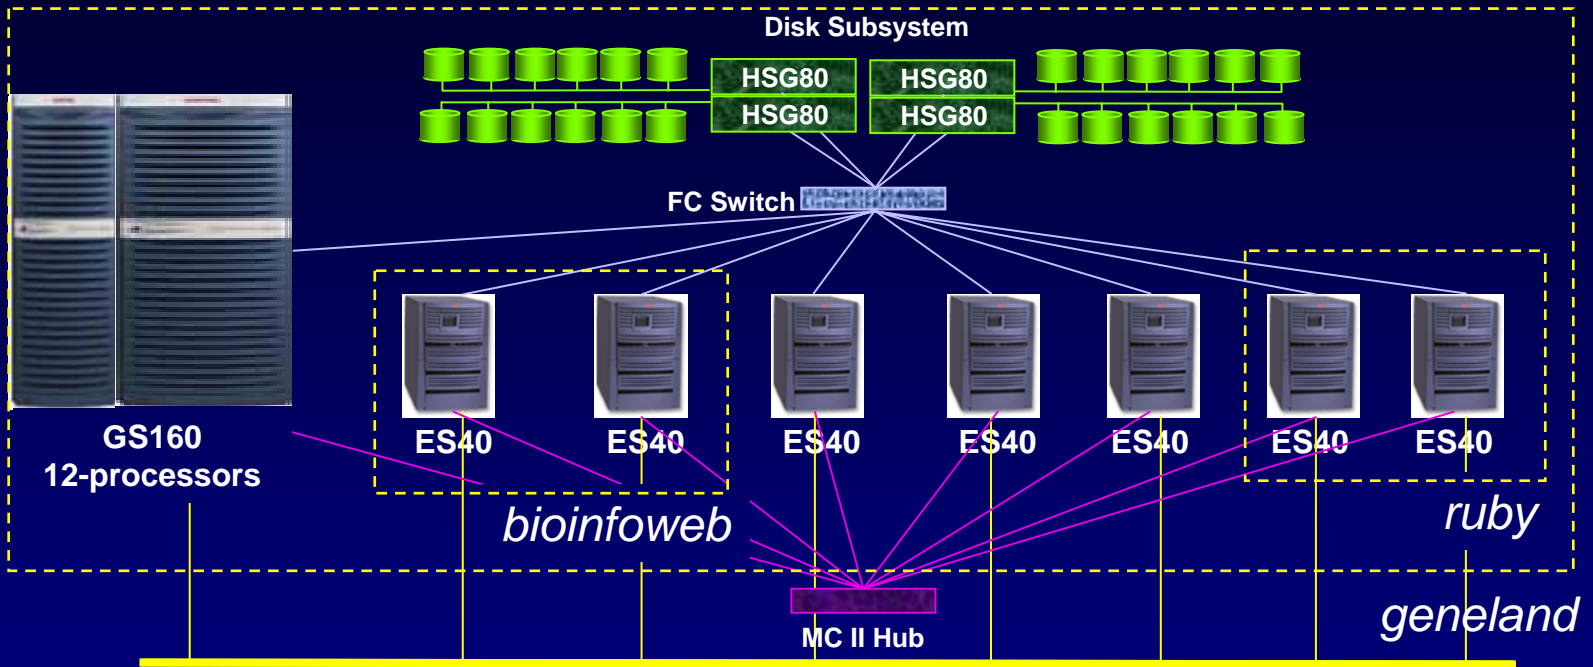 Disk Subsystem
HSG80
HSG80
HSG80
HSG80
FC Switch
GS160
12-processors
ES40
ES40
ES40
ES40
ES40
ES40
ES40
bioinfoweb
ruby
geneland
MC II Hub